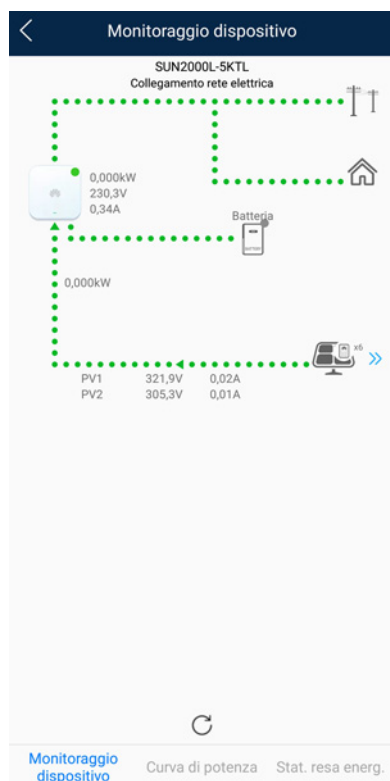 Monitoraggio dispositivo
SUN2000L-5KTL
Collegamento rete elettrica
0,000kW
230,3V
0,34A
Batteria
BATTERY
0,000kW
x6
PV1 321,9V 0,02A
PV2 305,3V 0,01A
Monitoraggio dispositivo
Curva di potenza
Stat. resa energ.